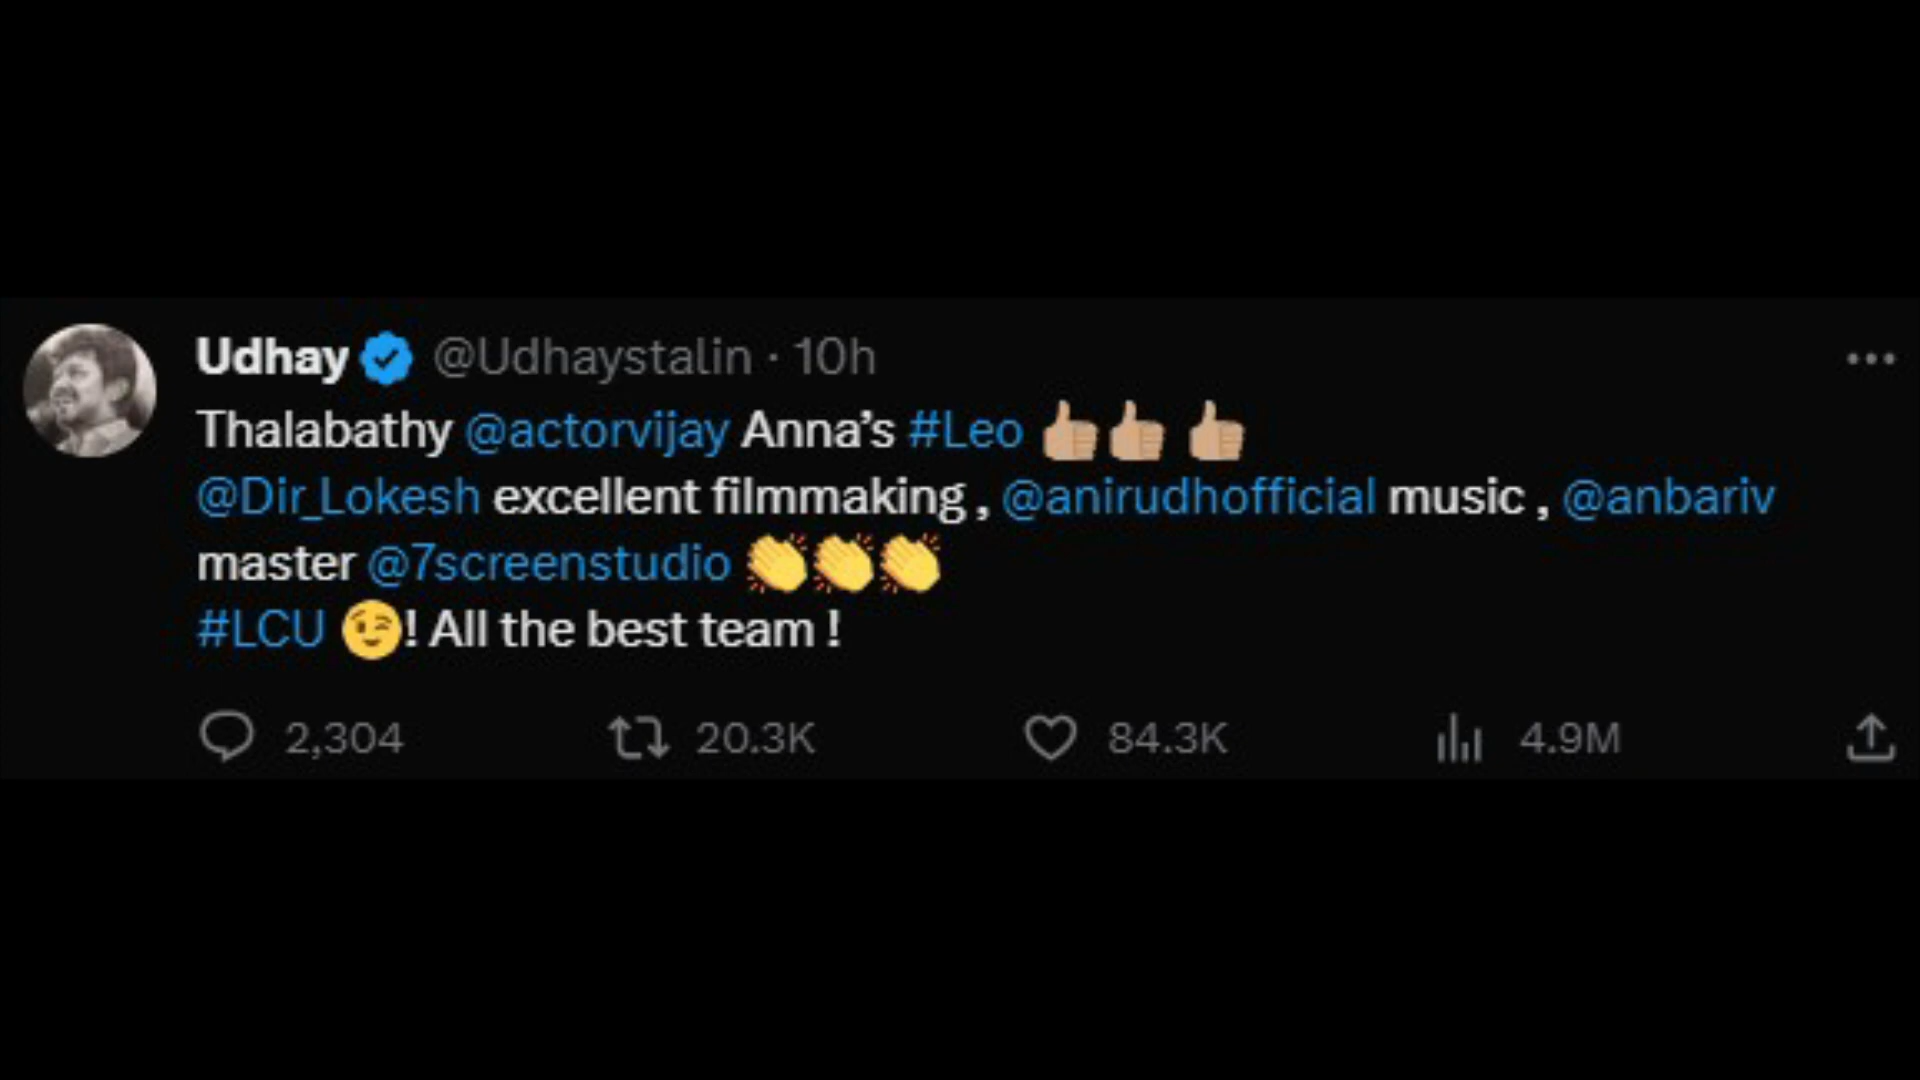 Udhay @Udhaystalin · 10h
Thalabathy @actorvijay Anna’s #Leo 👍🏼👍🏼 👍🏼
@Dir_Lokesh excellent filmmaking , @anirudhofficial music , @anbariv
master @7screenstudio 👏👏👏
#LCU 😉! All the best team !
2,304 20.3K 84.3K 4.9M